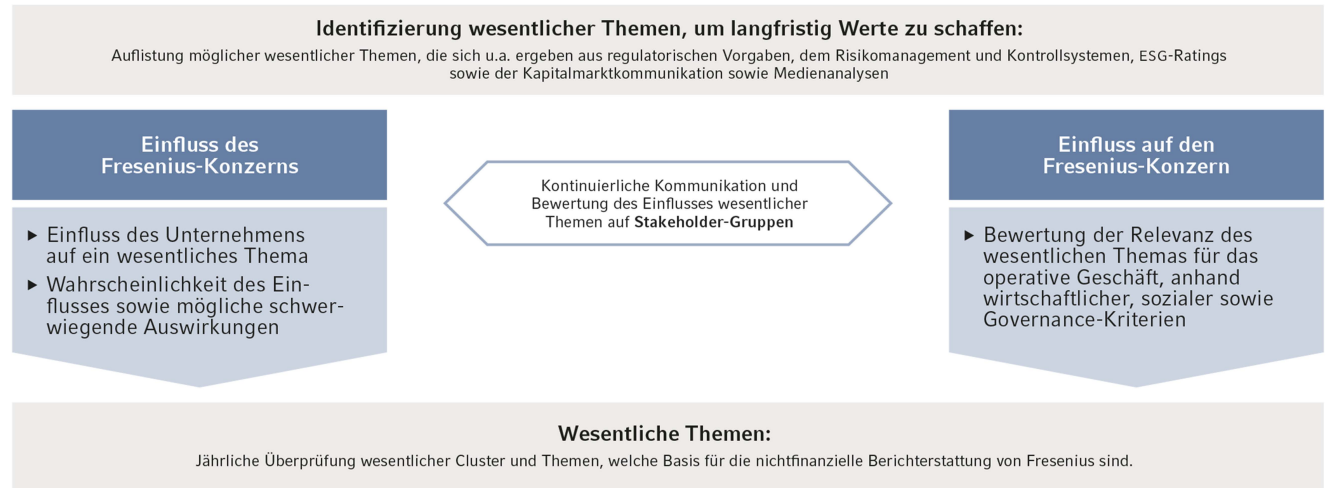 Identifizierung wesentlicher Themen, um langfristig Werte zu schaffen:
Auflistung möglicher wesentlicher Themen, die sich u.a. ergeben aus regulatorischen Vorgaben, dem Risikomanagement und Kontrollsystemen, ESG-Ratings
sowie der Kapitalmarktkommunikation sowie Medienanalysen
Einfluss des
Fresenius-Konzerns
▶ Einfluss des Unternehmens
auf ein wesentliches Thema
▶ Wahrscheinlichkeit des Ein-
flusses sowie mögliche schwer-
wiegende Auswirkungen
Kontinuierliche Kommunikation und
Bewertung des Einflusses wesentlicher
Themen auf Stakeholder-Gruppen
Einfluss auf den
Fresenius-Konzern
▶ Bewertung der Relevanz des
wesentlichen Themas für das
operative Geschäft, anhand
wirtschaftlicher, sozialer sowie
Governance-Kriterien
Wesentliche Themen:
Jährliche Überprüfung wesentlicher Cluster und Themen, welche Basis für die nichtfinanzielle Berichterstattung von Fresenius sind.